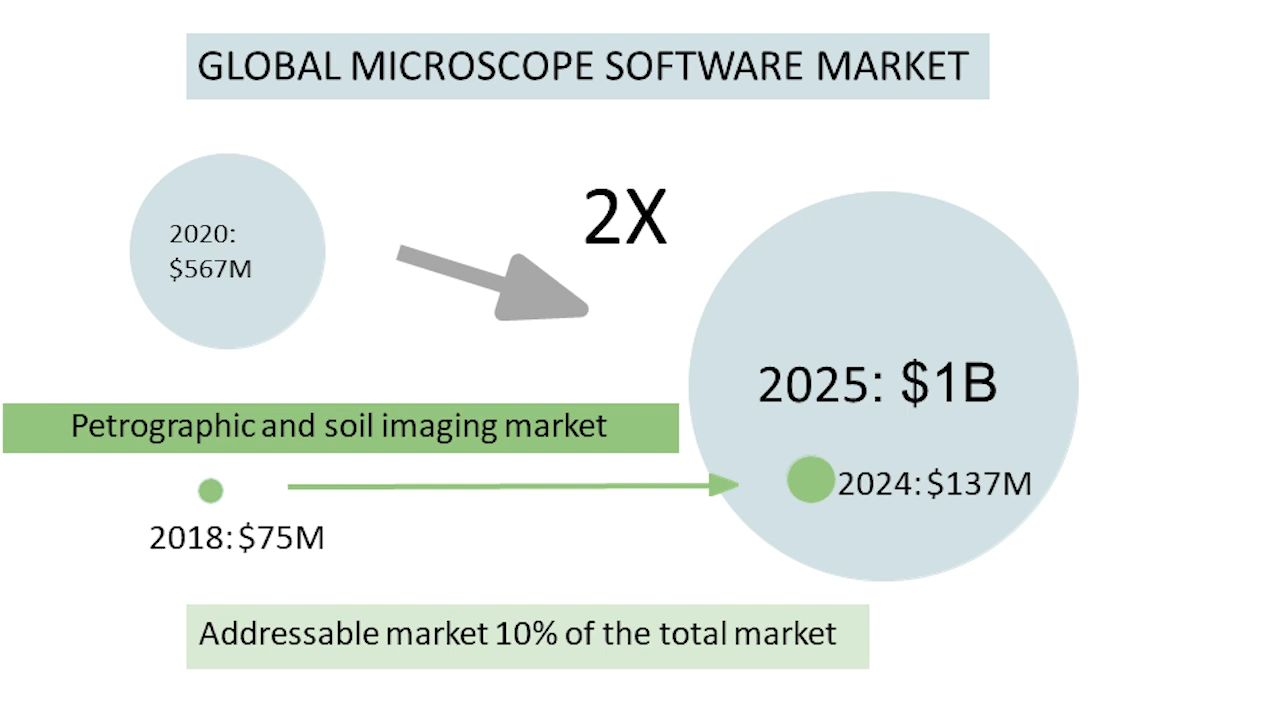 GLOBAL MICROSCOPE SOFTWARE MARKET
2X
2020:
$567M
2025: $1B
Petrographic and soil imaging market
2024: $137M
2018: $75M
Addressable market 10% of the total market